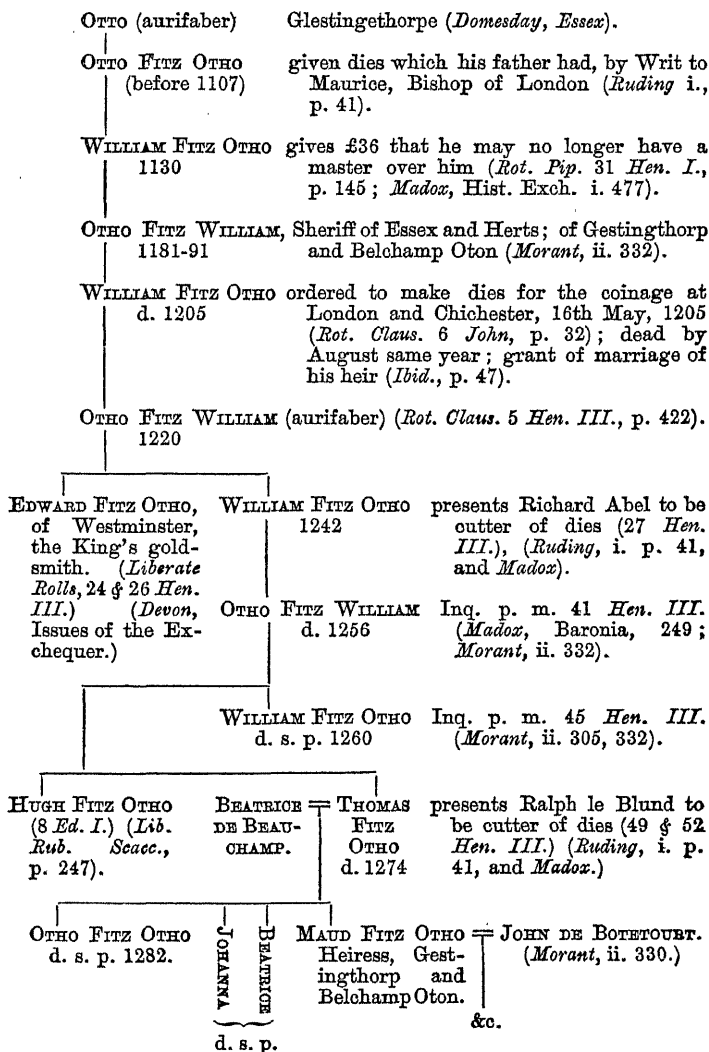 OTTO (aurifaber) Glestingethorpe (Domesday, Essex).
OTTO FITZ OTHO given dies which his father had, by Writ to
(before 1107) Maurice, Bishop of London (Ruding i.,
p. 41).
WILLIAM FITZ OTHO gives £36 that he may no longer have a
1130 master over him (Rot. Pip. 31 Hen. I.,
p. 145; Madox, Hist. Exch. i. 477).
OTHO FITZ WILLIAM, Sheriff of Essex and Herts; of Gestingthorp
1181-91 and Belchamp Oton (Morant, ii. 332).
WILLIAM FITZ OTHO ordered to make dies for the coinage at
d. 1205 London and Chichester, 16th May, 1205
(Rot. Claus. 6 John, p. 32); dead by
August same year; grant of marriage of
his heir (Ibid., p. 47).
OTHO FITZ WILLIAM (aurifaber) (Rot. Claus. 5 Hen. III., p. 422).
1220
EDWARD FITZ OTHO,
of Westminster,
the King's gold-
smith. (Liberate
Rolls, 24 & 26 Hen.
III.) (Devon,
Issues of the Ex-
chequer.)
WILLIAM FITZ OTHO presents Richard Abel to be
1242 cutter of dies (27 Hen.
III.), (Ruding, i. p. 41,
and Madox).
OTHO FITZ WILLIAM Inq. p. m. 41 Hen. III.
d. 1256 (Madox, Baronia, 249;
Morant, ii. 332).
WILLIAM FITZ OTHO Inq. p. m. 45 Hen. III.
d. s. p. 1260 (Morant, ii. 305, 332).
HUGH FITZ OTHO
(8 Ed. I.) (Lib.
Rub. Scacc.,
p. 247).
BEATRICE
DE BEAU-
CHAMP.
=
THOMAS
FITZ
OTHO
d. 1274
presents Ralph le Blund to
be cutter of dies (49 & 52
Hen. III.) (Ruding, i. p.
41, and Madox.)
OTHO FITZ OTHO
d. s. p. 1282.
JOHANNA
BEATRICE
d. s. p.
MAUD FITZ OTHO
Heiress, Gest-
ingthorp and
Belchamp Oton.
=
JOHN DE BOTETOURT.
(Morant, ii. 330.)
&c.